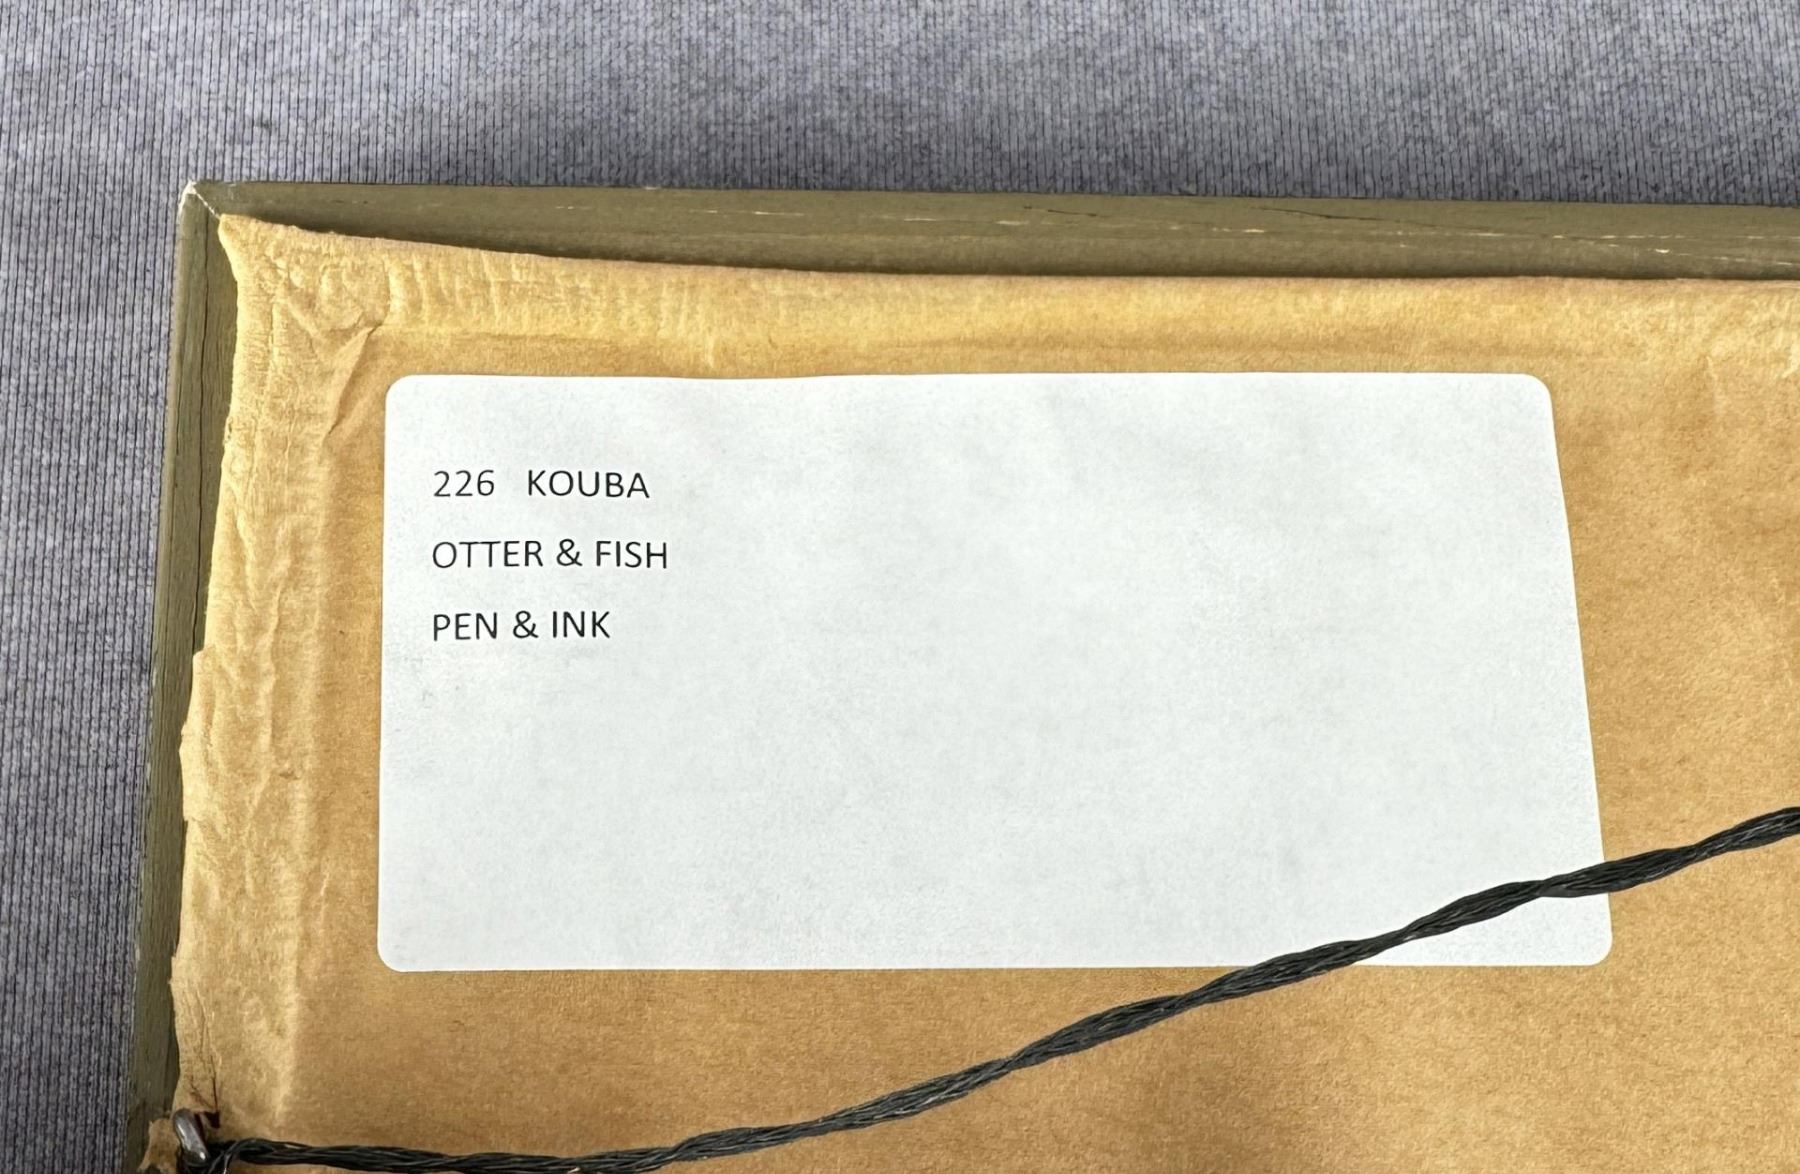 226 KOUBA
OTTER & FISH
PEN & INK